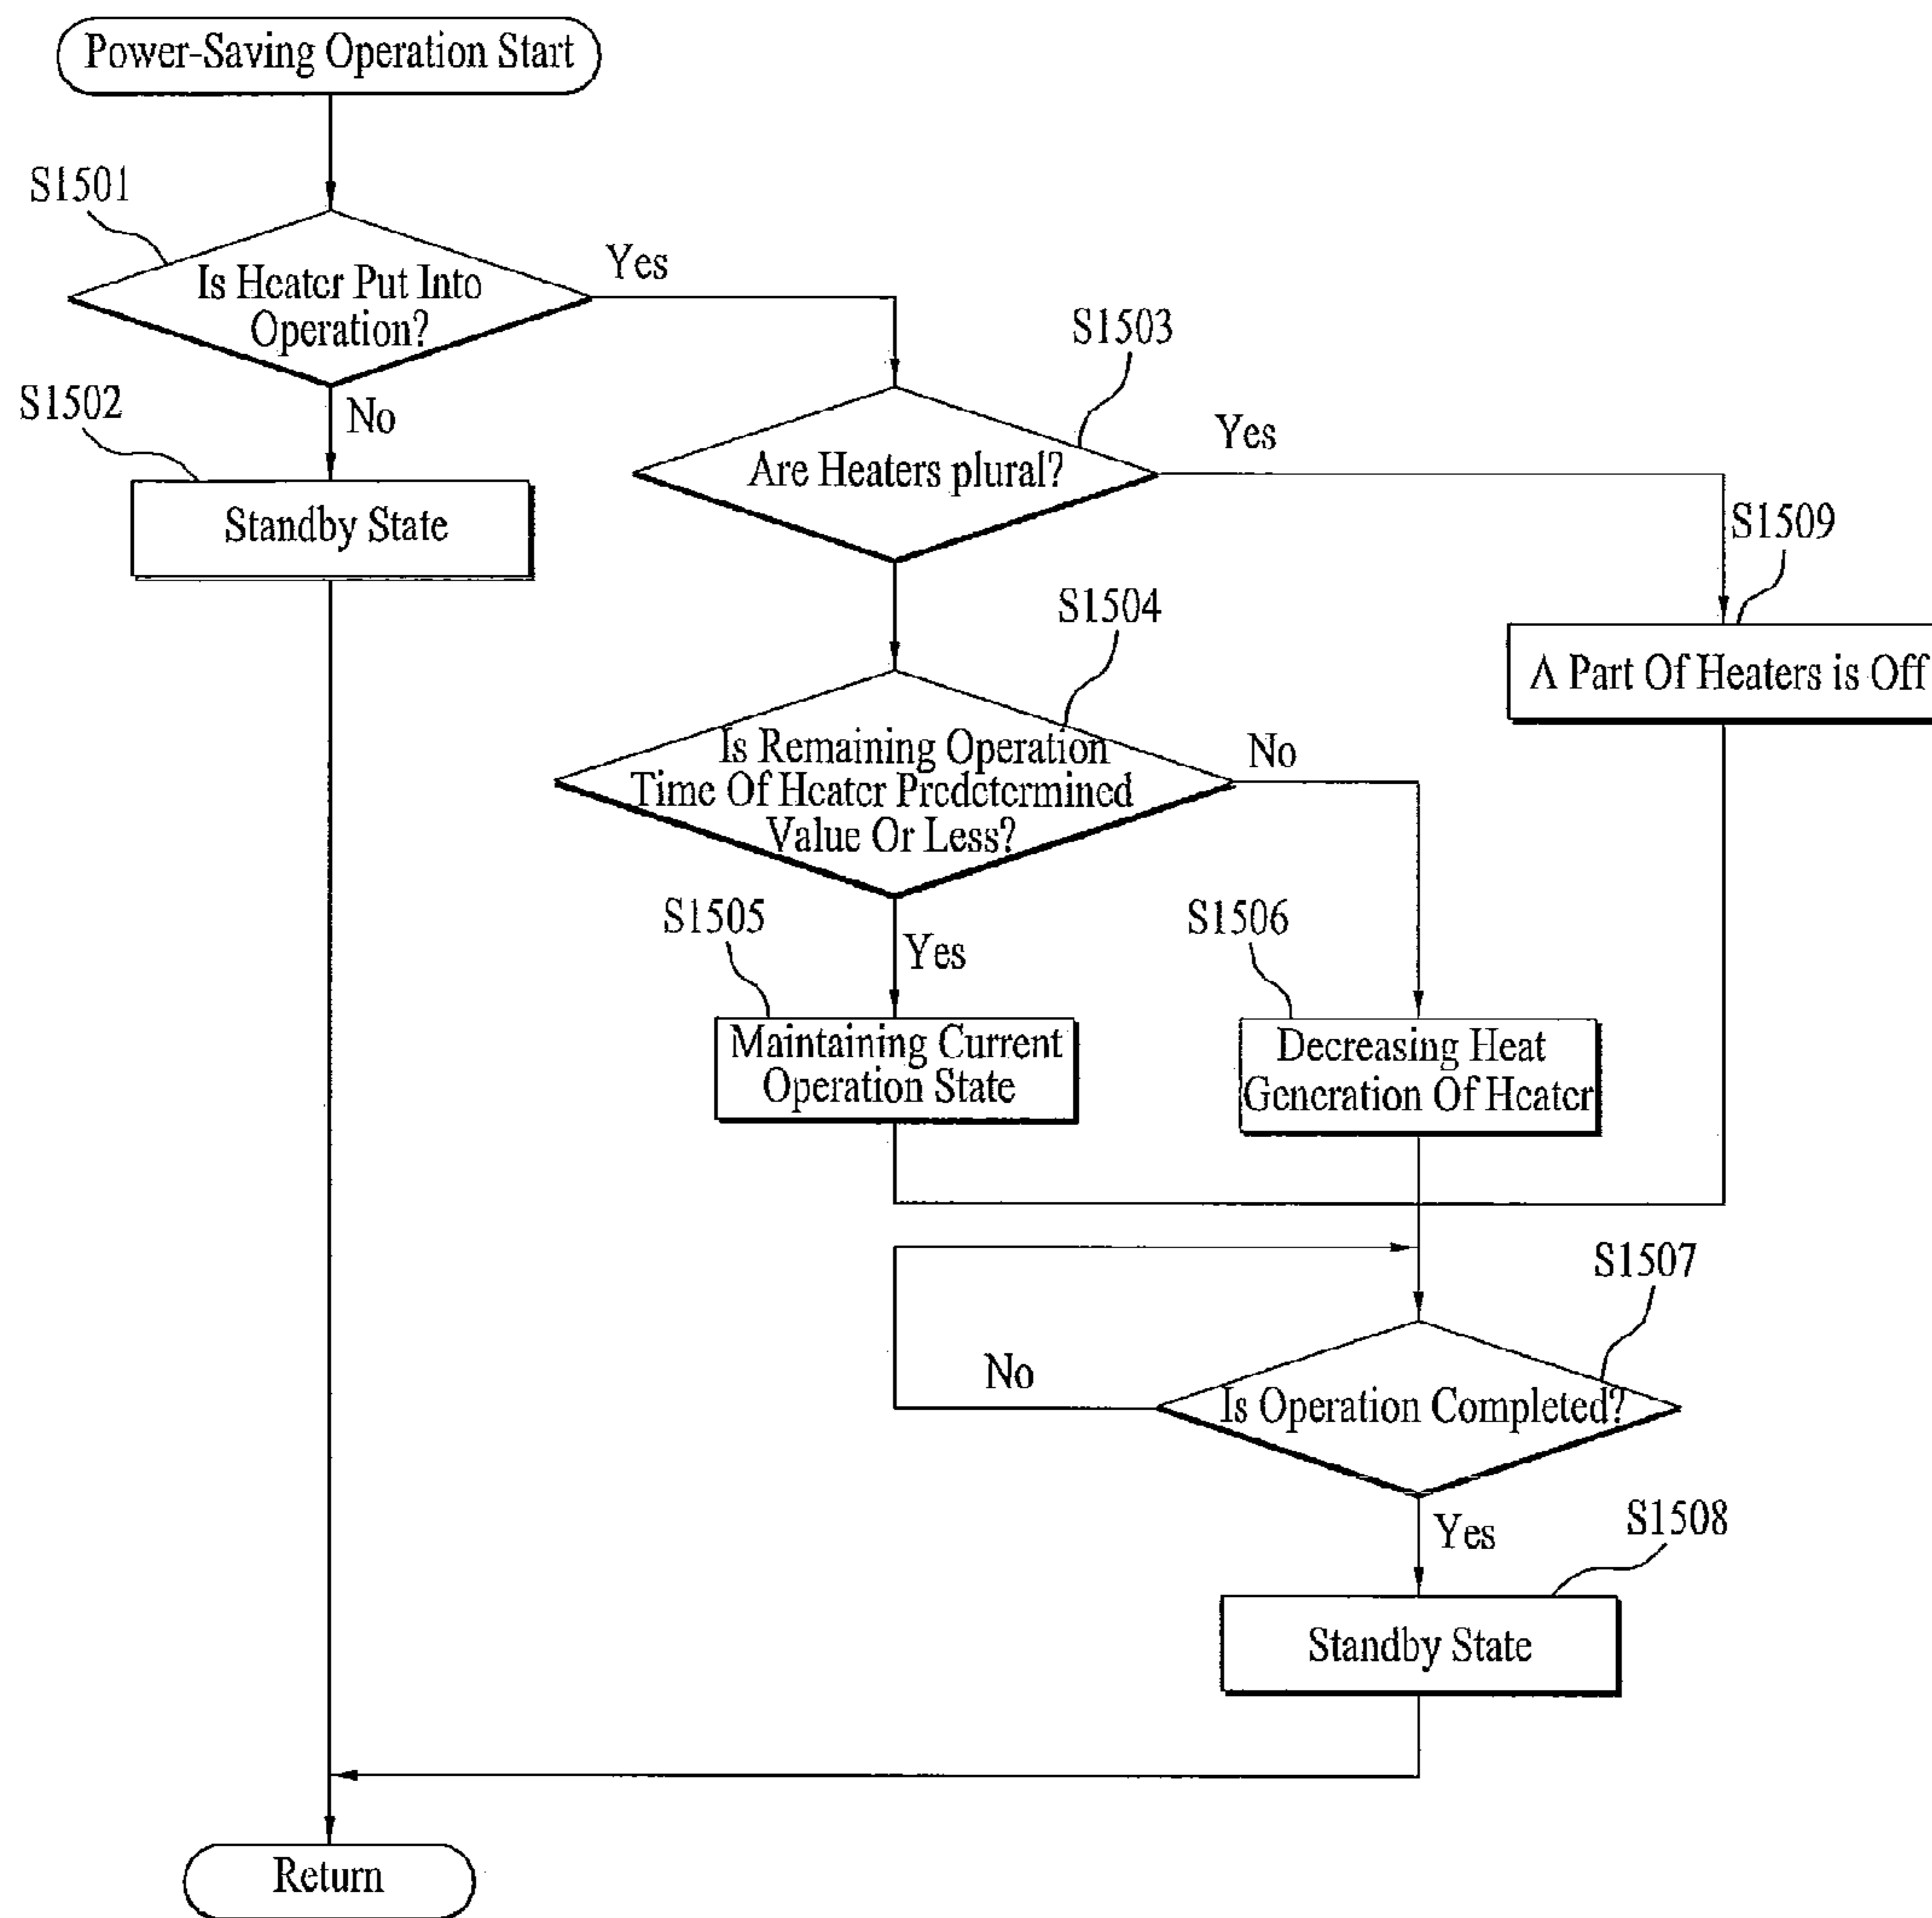 Power-Saving Operation Start
S1501
Is Heater Put Into
Operation?
Yes
S1502
No
Standby State
S1503
Are Heaters plural?
Yes
S1509
A Part Of Heaters is Off
S1504
Is Remaining Operation
Time Of Heater Predetermined
Value Or Less?
No
S1505
Yes
Maintaining Current
Operation State
S1506
Decreasing Heat
Generation Of Heater
S1507
No
Is Operation Completed?
Yes
S1508
Standby State
Return